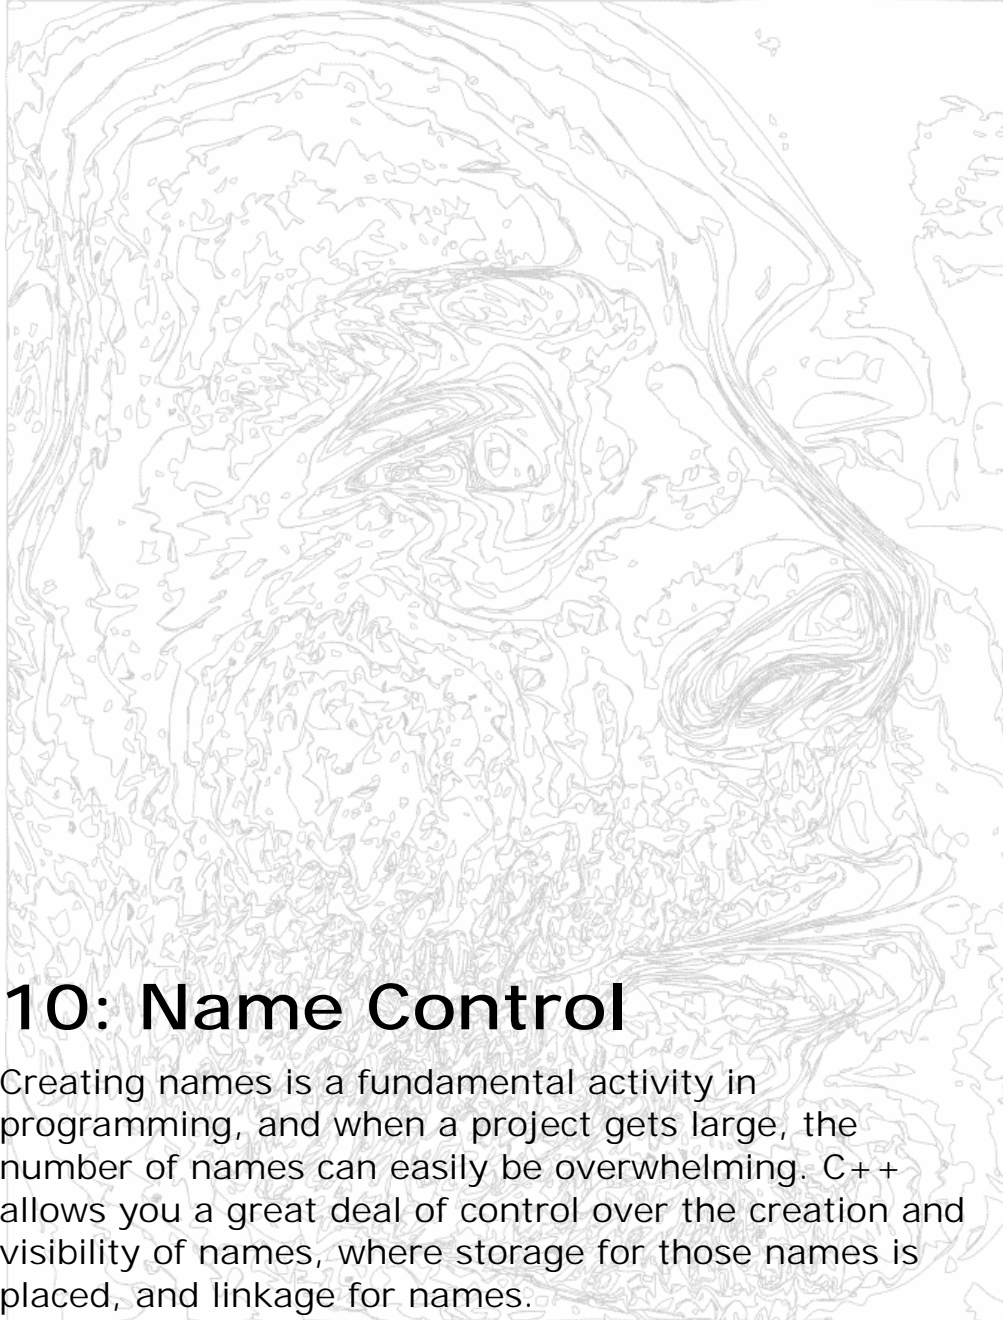 10: Name Control
Creating names is a fundamental activity in
programming, and when a project gets large, the
number of names can easily be overwhelming. C++
allows you a great deal of control over the creation and
visibility of names, where storage for those names is
placed, and linkage for names.